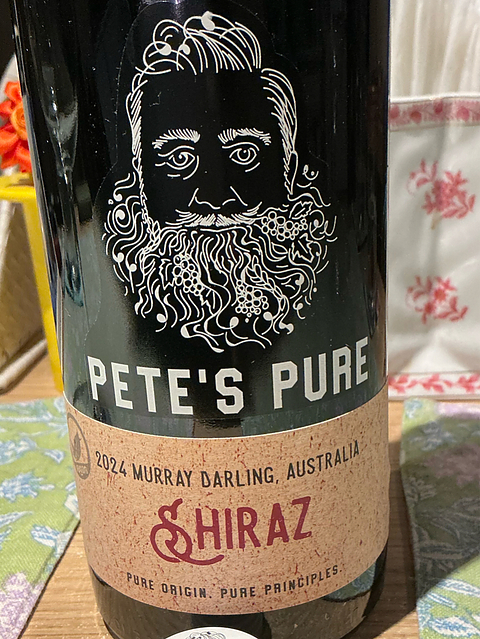 PETE'S PURE
2024 MURRAY DARLING, AUSTRALIA
SHIRAZ
PURE ORIGIN. PURE PRINCIPLES.